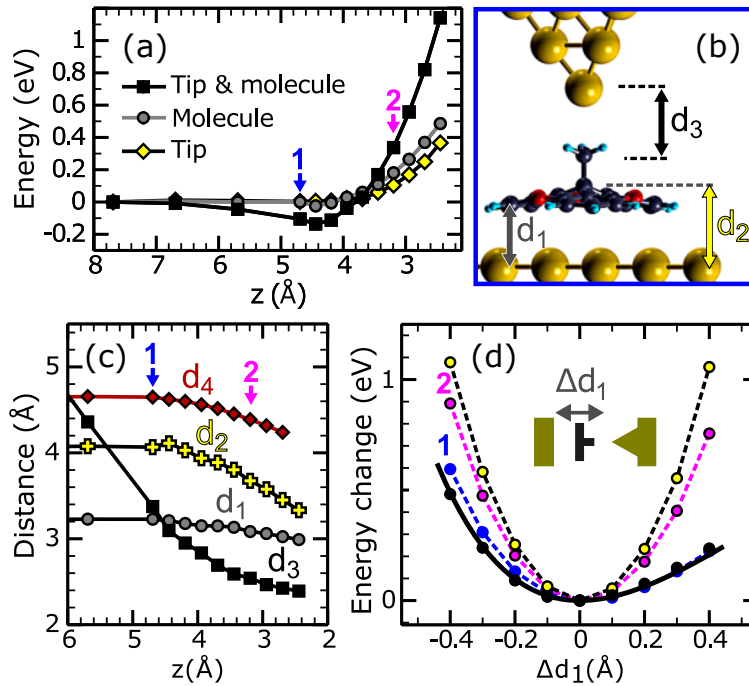 (a)
Energy (eV)
1
0.8
0.6
0.4
0.2
0
-0.2
Tip & molecule
Molecule
Tip
1
2
8
7
6
5
4
3
z (Å)
(b)
d3
d1
d2
(c)
Distance (Å)
5
4
3
2
1
2
d4
d2
d1
d3
6
5
4
3
2
z(Å)
(d)
Energy change (eV)
1
0
2
1
Δd1
-0.4
-0.2
0
0.2
0.4
Δd1(Å)